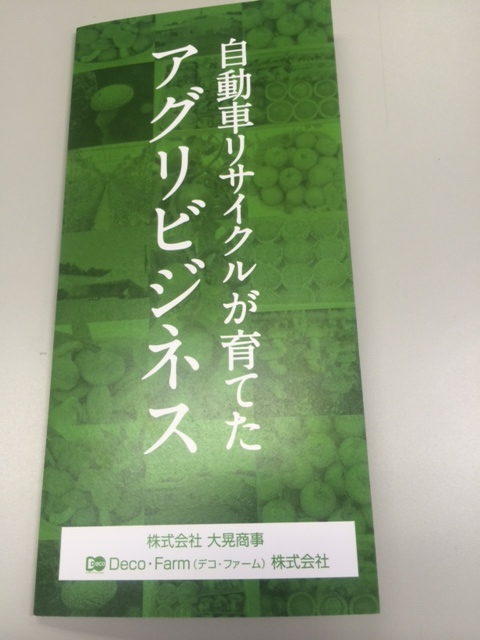 自動車リサイクルが育てた
アグリビジネス
株式会社 大晃商事
DECO Deco・Farm（デコ・ファーム）株式会社